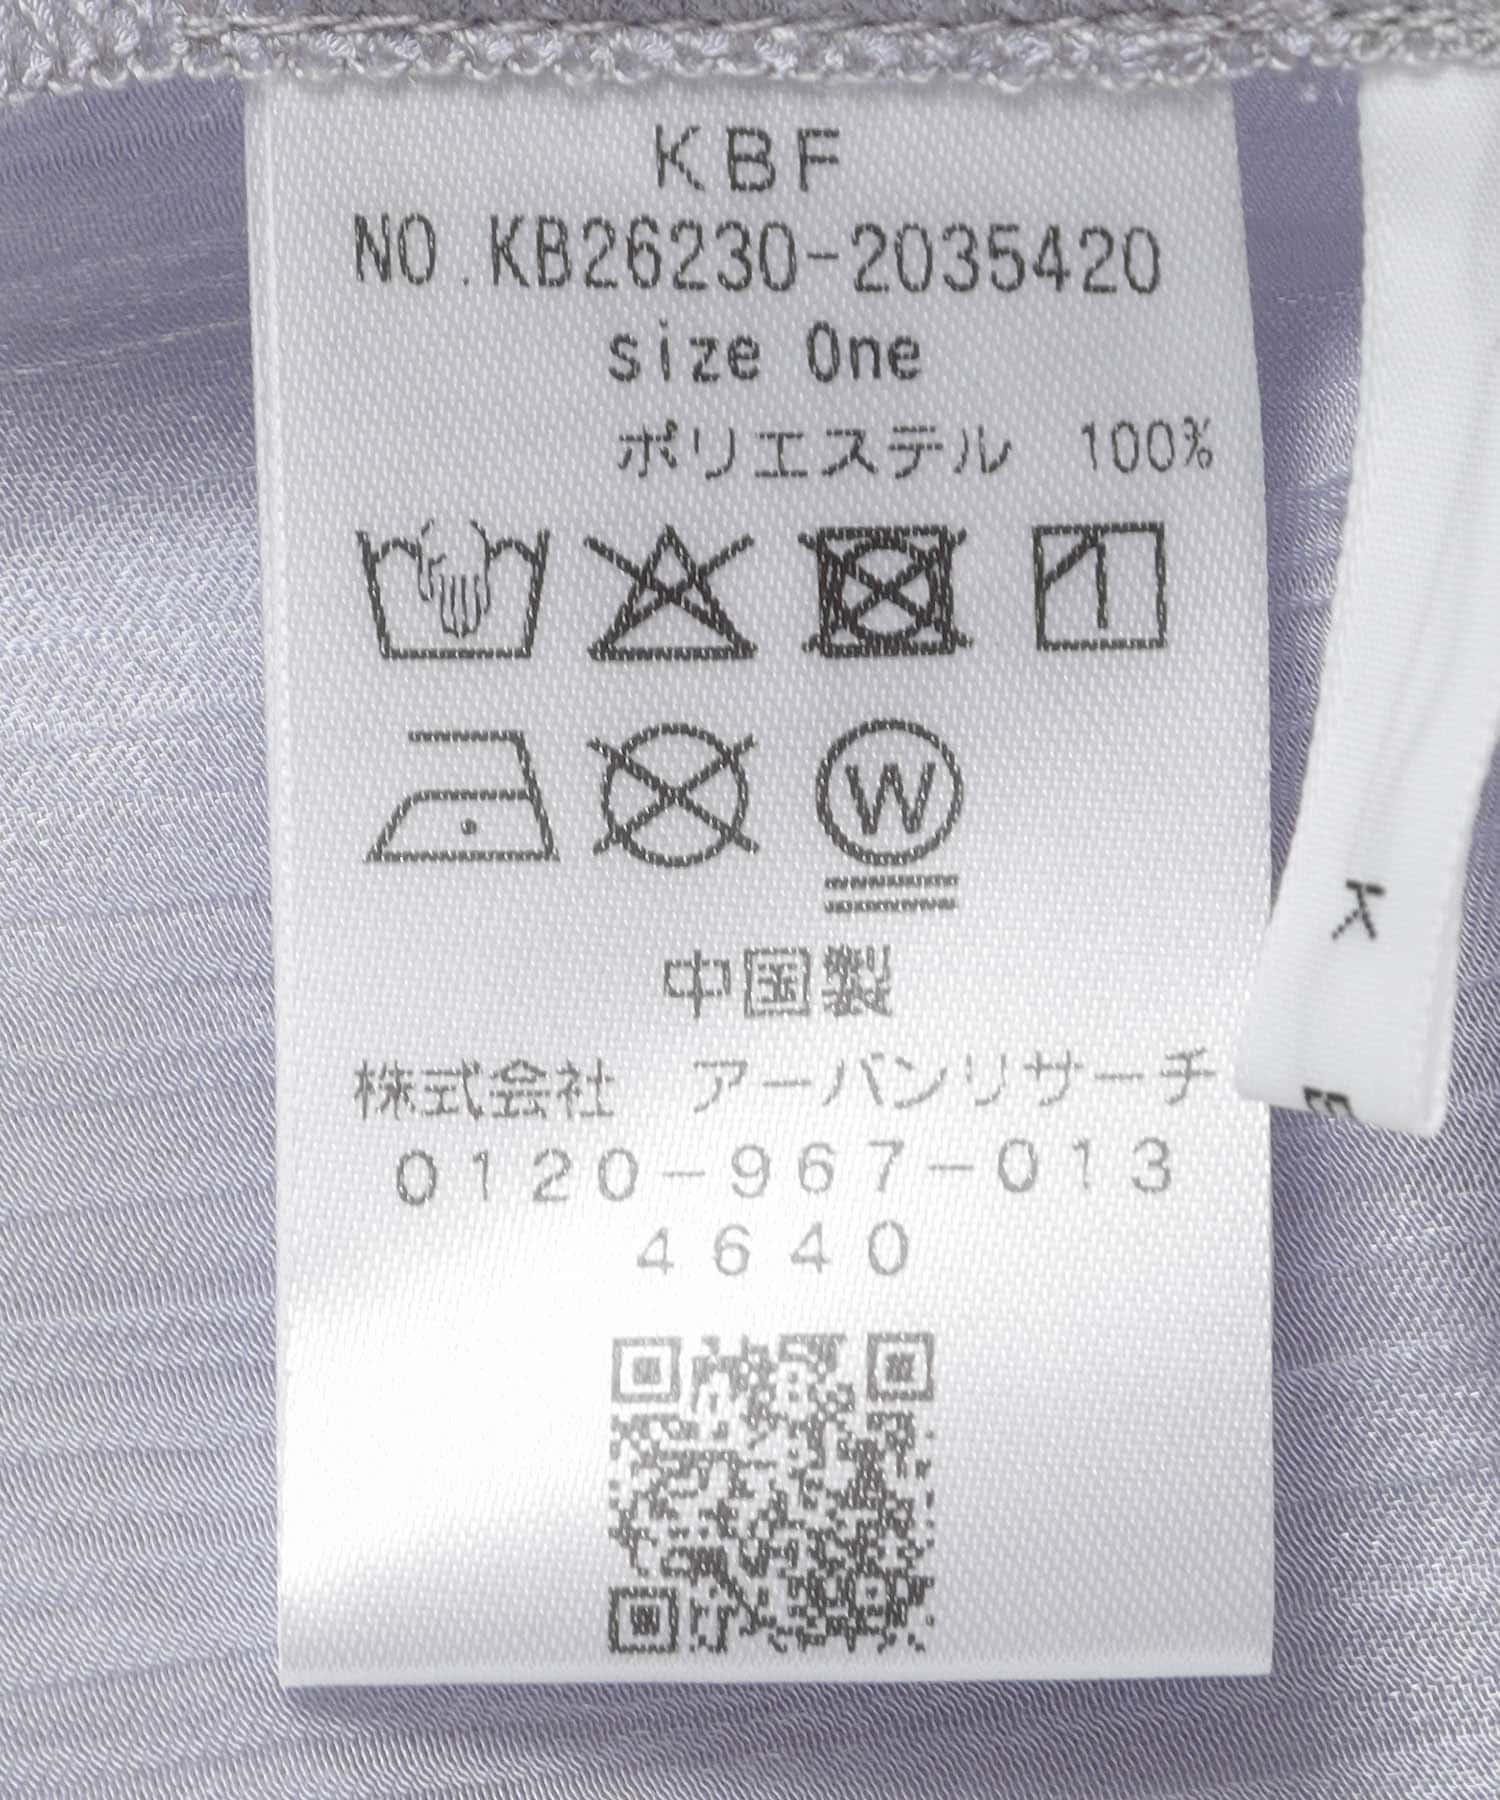 KBF
NO.KB26230-2035420
size One
ポリエステル 100%
W
中国製
株式会社 アーバンリサーチ
0120-967-013
4640
K